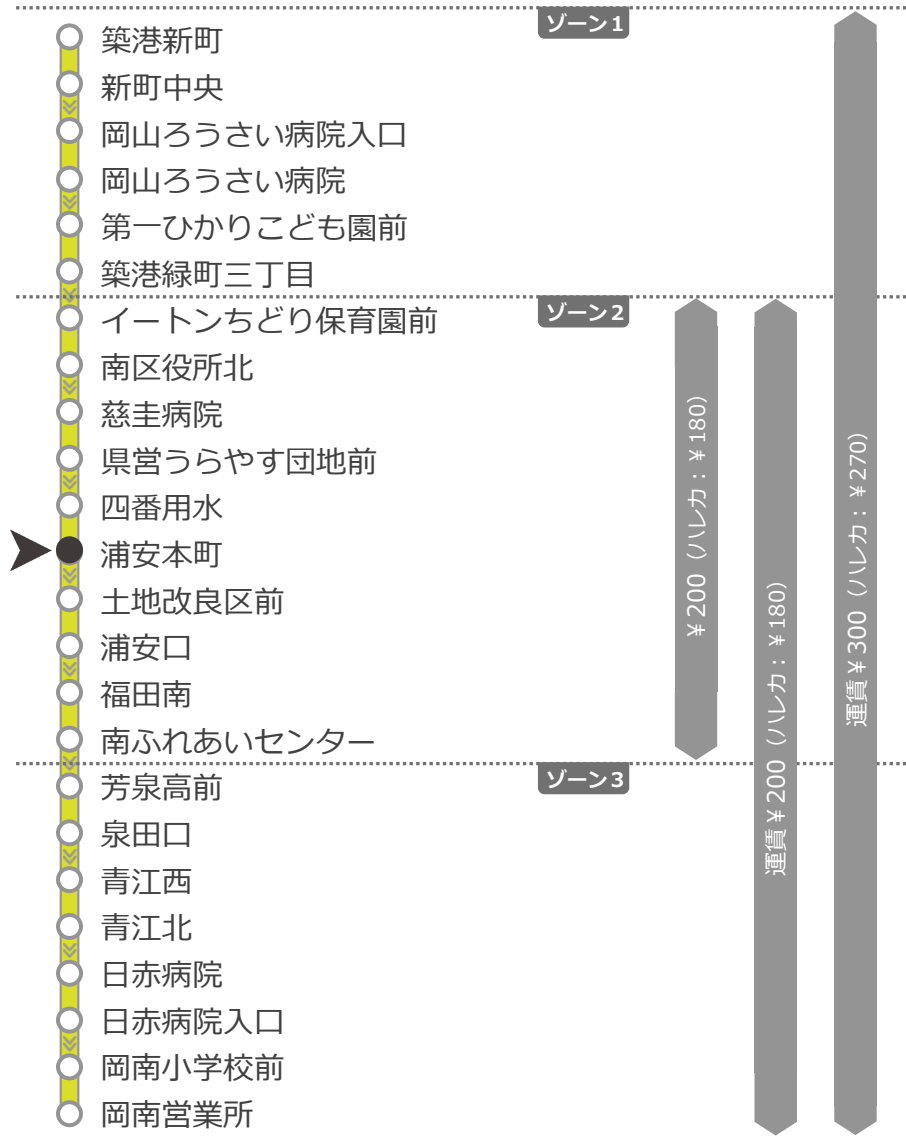 ゾーン1
築港新町
新町中央
岡山ろうさい病院入口
岡山ろうさい病院
第一ひかりこども園前
築港緑町三丁目
ゾーン2
イートンちどり保育園前
南区役所北
慈圭病院
県営うらやす団地前
四番用水
浦安本町
土地改良区前
浦安口
福田南
南ふれあいセンター
ゾーン3
芳泉高前
泉田口
青江西
青江北
日赤病院
日赤病院入口
岡南小学校前
岡南営業所
¥200（ハレカ：¥180）
運賃¥200（ハレカ：¥180）
運賃¥300（ハレカ：¥270）